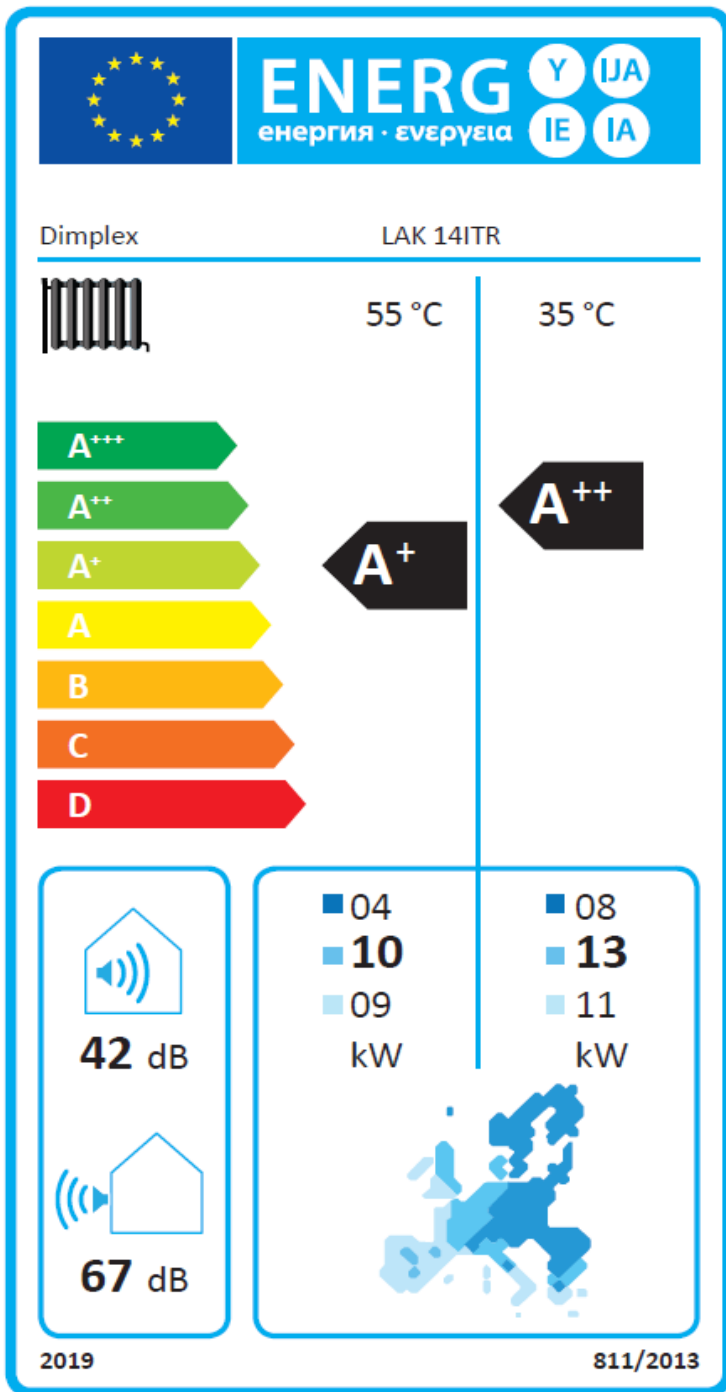 ENERG Y IJA
енергия · ενεργεια IE IA
Dimplex LAK 14ITR
55 °C 35 °C
A+++
A++
A+
A
B
C
D
A+
A++
42 dB
67 dB
04 08
10 13
09 11
kW kW
2019 811/2013